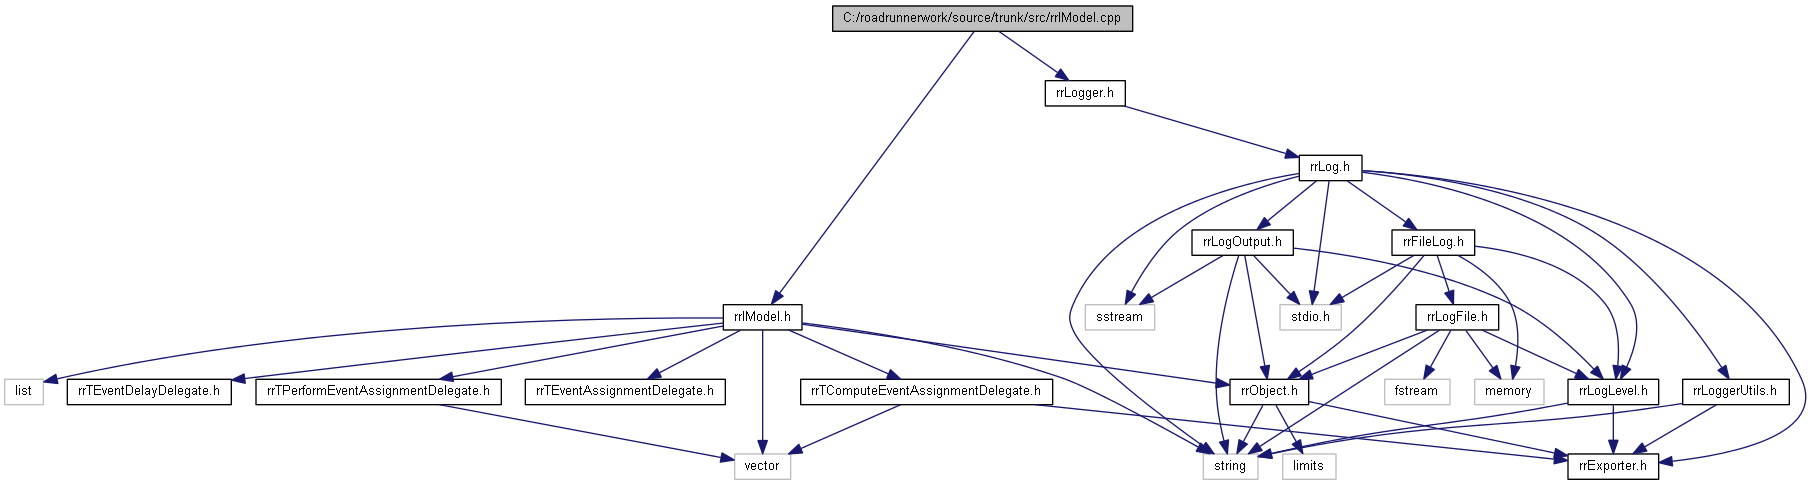 C:/roadrunnerwork/source/trunk/src/rrIModel.cpp
rrLogger.h
rrLog.h
rrLogOutput.h
rrFileLog.h
rrIModel.h
sstream
stdio.h
rrLogFile.h
list
rrTEventDelayDelegate.h
rrTPerformEventAssignmentDelegate.h
rrTEventAssignmentDelegate.h
rrTComputeEventAssignmentDelegate.h
rrObject.h
fstream
memory
rrLogLevel.h
rrLoggerUtils.h
vector
string
limits
rrExporter.h